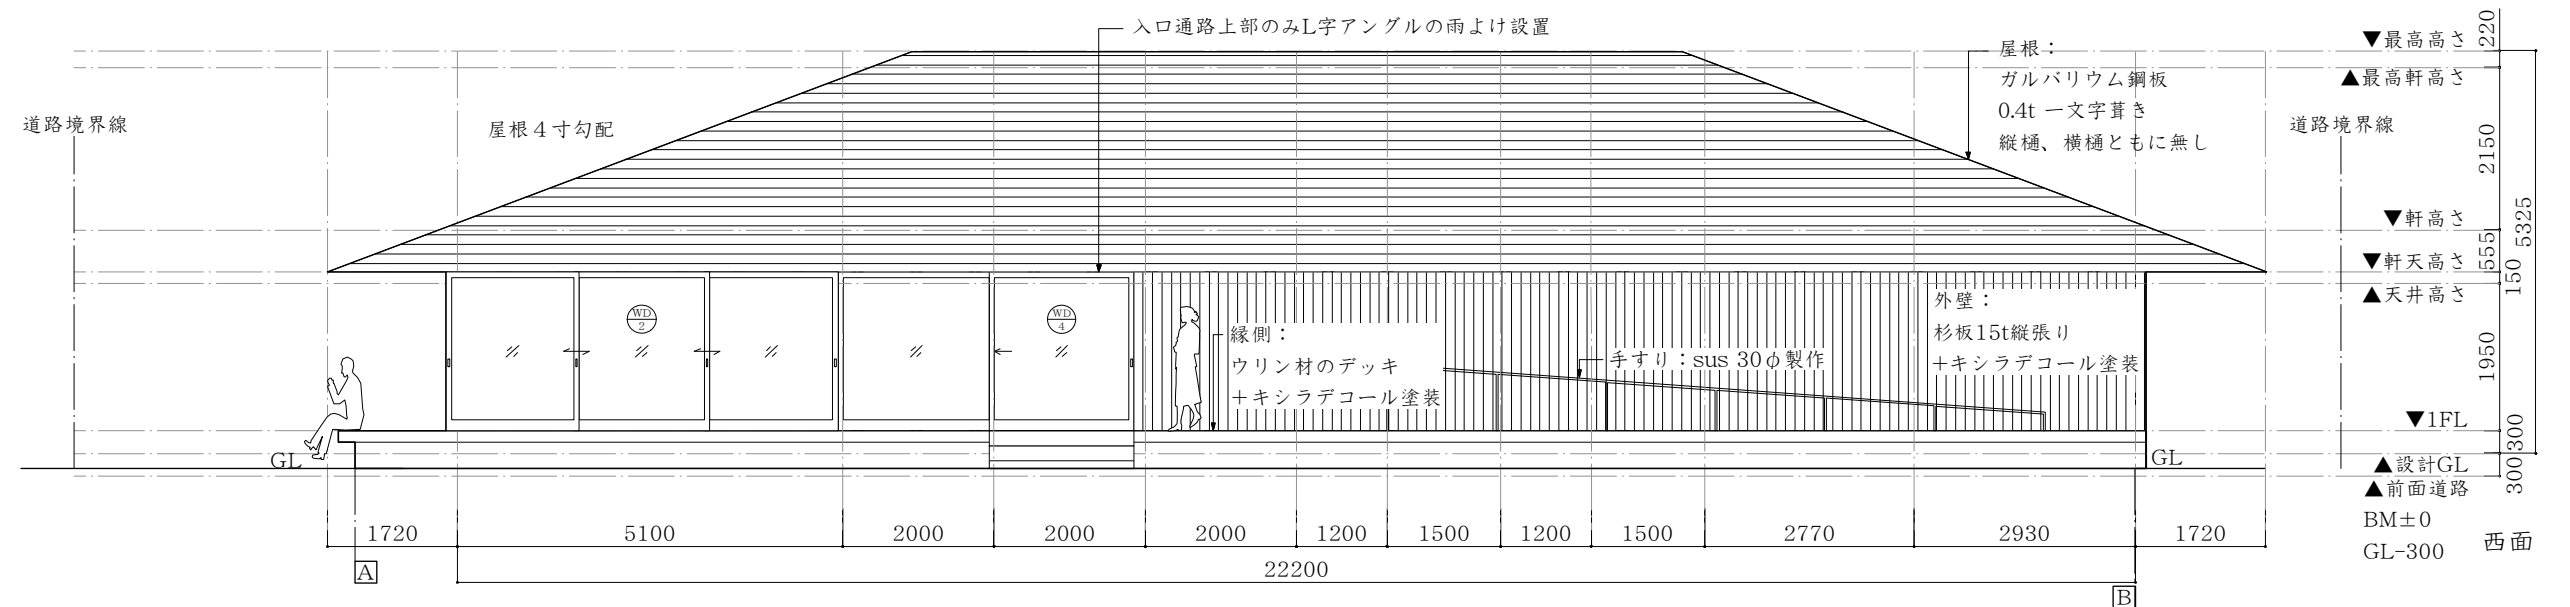 入口通路上部のみL字アングルの雨よけ設置
屋根：
ガルバリウム鋼板
0.4t 一文字葺き
縦樋、横樋ともに無し
道路境界線
屋根４寸勾配
道路境界線
▼最高高さ
▲最高軒高さ
▼軒高さ
▼軒天高さ
▲天井高さ
▼1FL
▲設計GL
▲前面道路
BM±0
GL-300
220
2150
555
150
1950
300
300
5325
WD
2
WD
4
縁側：
ウリン材のデッキ
＋キシラデコール塗装
手すり：sus 30φ製作
外壁：
杉板15t縦張り
+キシラデコール塗装
GL
GL
1720 5100 2000 2000 2000 1200 1500 1200 1500 2770 2930 1720
22200
A
B
西面